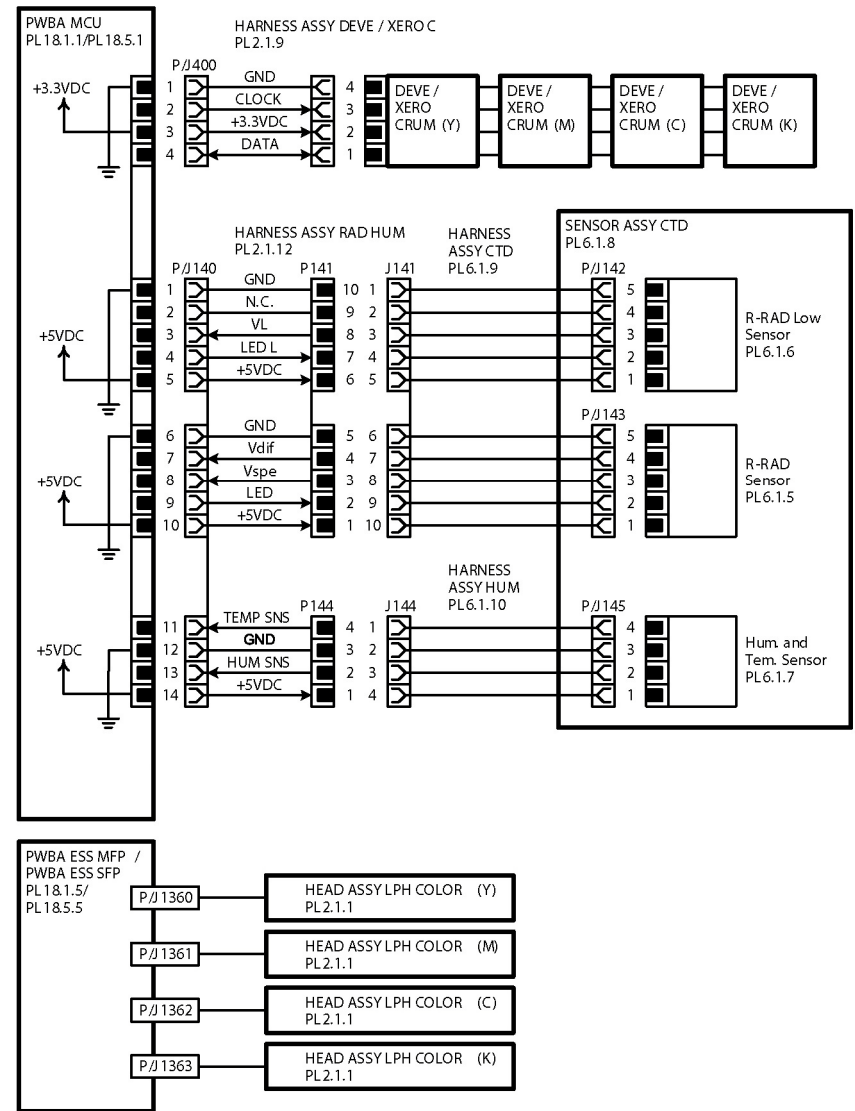 PWBA MCU
PL18.1.1/PL18.5.1
HARNESS ASSY DEVE / XERO C
PL2.1.9
P/J400
+3.3VDC
1 GND 4
2 CLOCK 3
3 +3.3VDC 2
4 DATA 1
DEVE /
XERO
CRUM (Y)
DEVE /
XERO
CRUM (M)
DEVE /
XERO
CRUM (C)
DEVE /
XERO
CRUM (K)
HARNESS ASSY RAD HUM
PL2.1.12
HARNESS
ASSY CTD
PL6.1.9
SENSOR ASSY CTD
PL6.1.8
P/J140 P141 J141 P/J142
+5VDC
1 GND 10 1 5
2 N.C. 9 2 4
3 VL 8 3 3
4 LED L 7 4 2
5 +5VDC 6 5 1
R-RAD Low
Sensor
PL6.1.6
P/J143
+5VDC
6 GND 5 6 5
7 Vdif 4 7 4
8 Vspe 3 8 3
9 LED 2 9 2
10 +5VDC 1 10 1
R-RAD
Sensor
PL6.1.5
HARNESS
ASSY HUM
PL6.1.10
P144 J144 P/J145
+5VDC
11 TEMP SNS 4 1 4
12 GND 3 2 3
13 HUM SNS 2 3 2
14 +5VDC 1 4 1
Hum. and
Tem. Sensor
PL6.1.7
PWBA ESS MFP /
PWBA ESS SFP
PL18.1.5/
PL18.5.5
P/J1360
HEAD ASSY LPH COLOR (Y)
PL2.1.1
P/J1361
HEAD ASSY LPH COLOR (M)
PL2.1.1
P/J1362
HEAD ASSY LPH COLOR (C)
PL2.1.1
P/J1363
HEAD ASSY LPH COLOR (K)
PL2.1.1